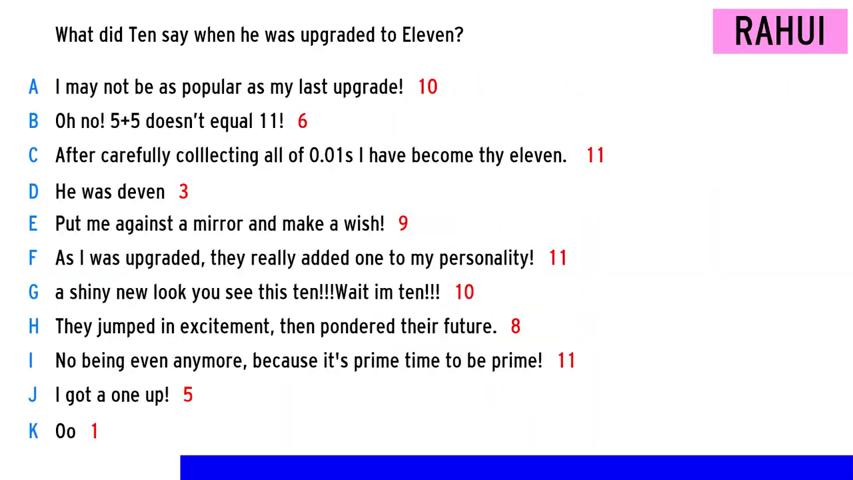 What did Ten say when he was upgraded to Eleven?
RAHUI
A I may not be as popular as my last upgrade! 10
B Oh no! 5+5 doesn't equal 11! 6
C After carefully colllecting all of 0.01s I have become thy eleven. 11
D He was deven 3
E Put me against a mirror and make a wish! 9
F As I was upgraded, they really added one to my personality! 11
G a shiny new look you see this ten!!!Wait im ten!!! 10
H They jumped in excitement, then pondered their future. 8
I No being even anymore, because it's prime time to be prime! 11
J I got a one up! 5
K Oo 1